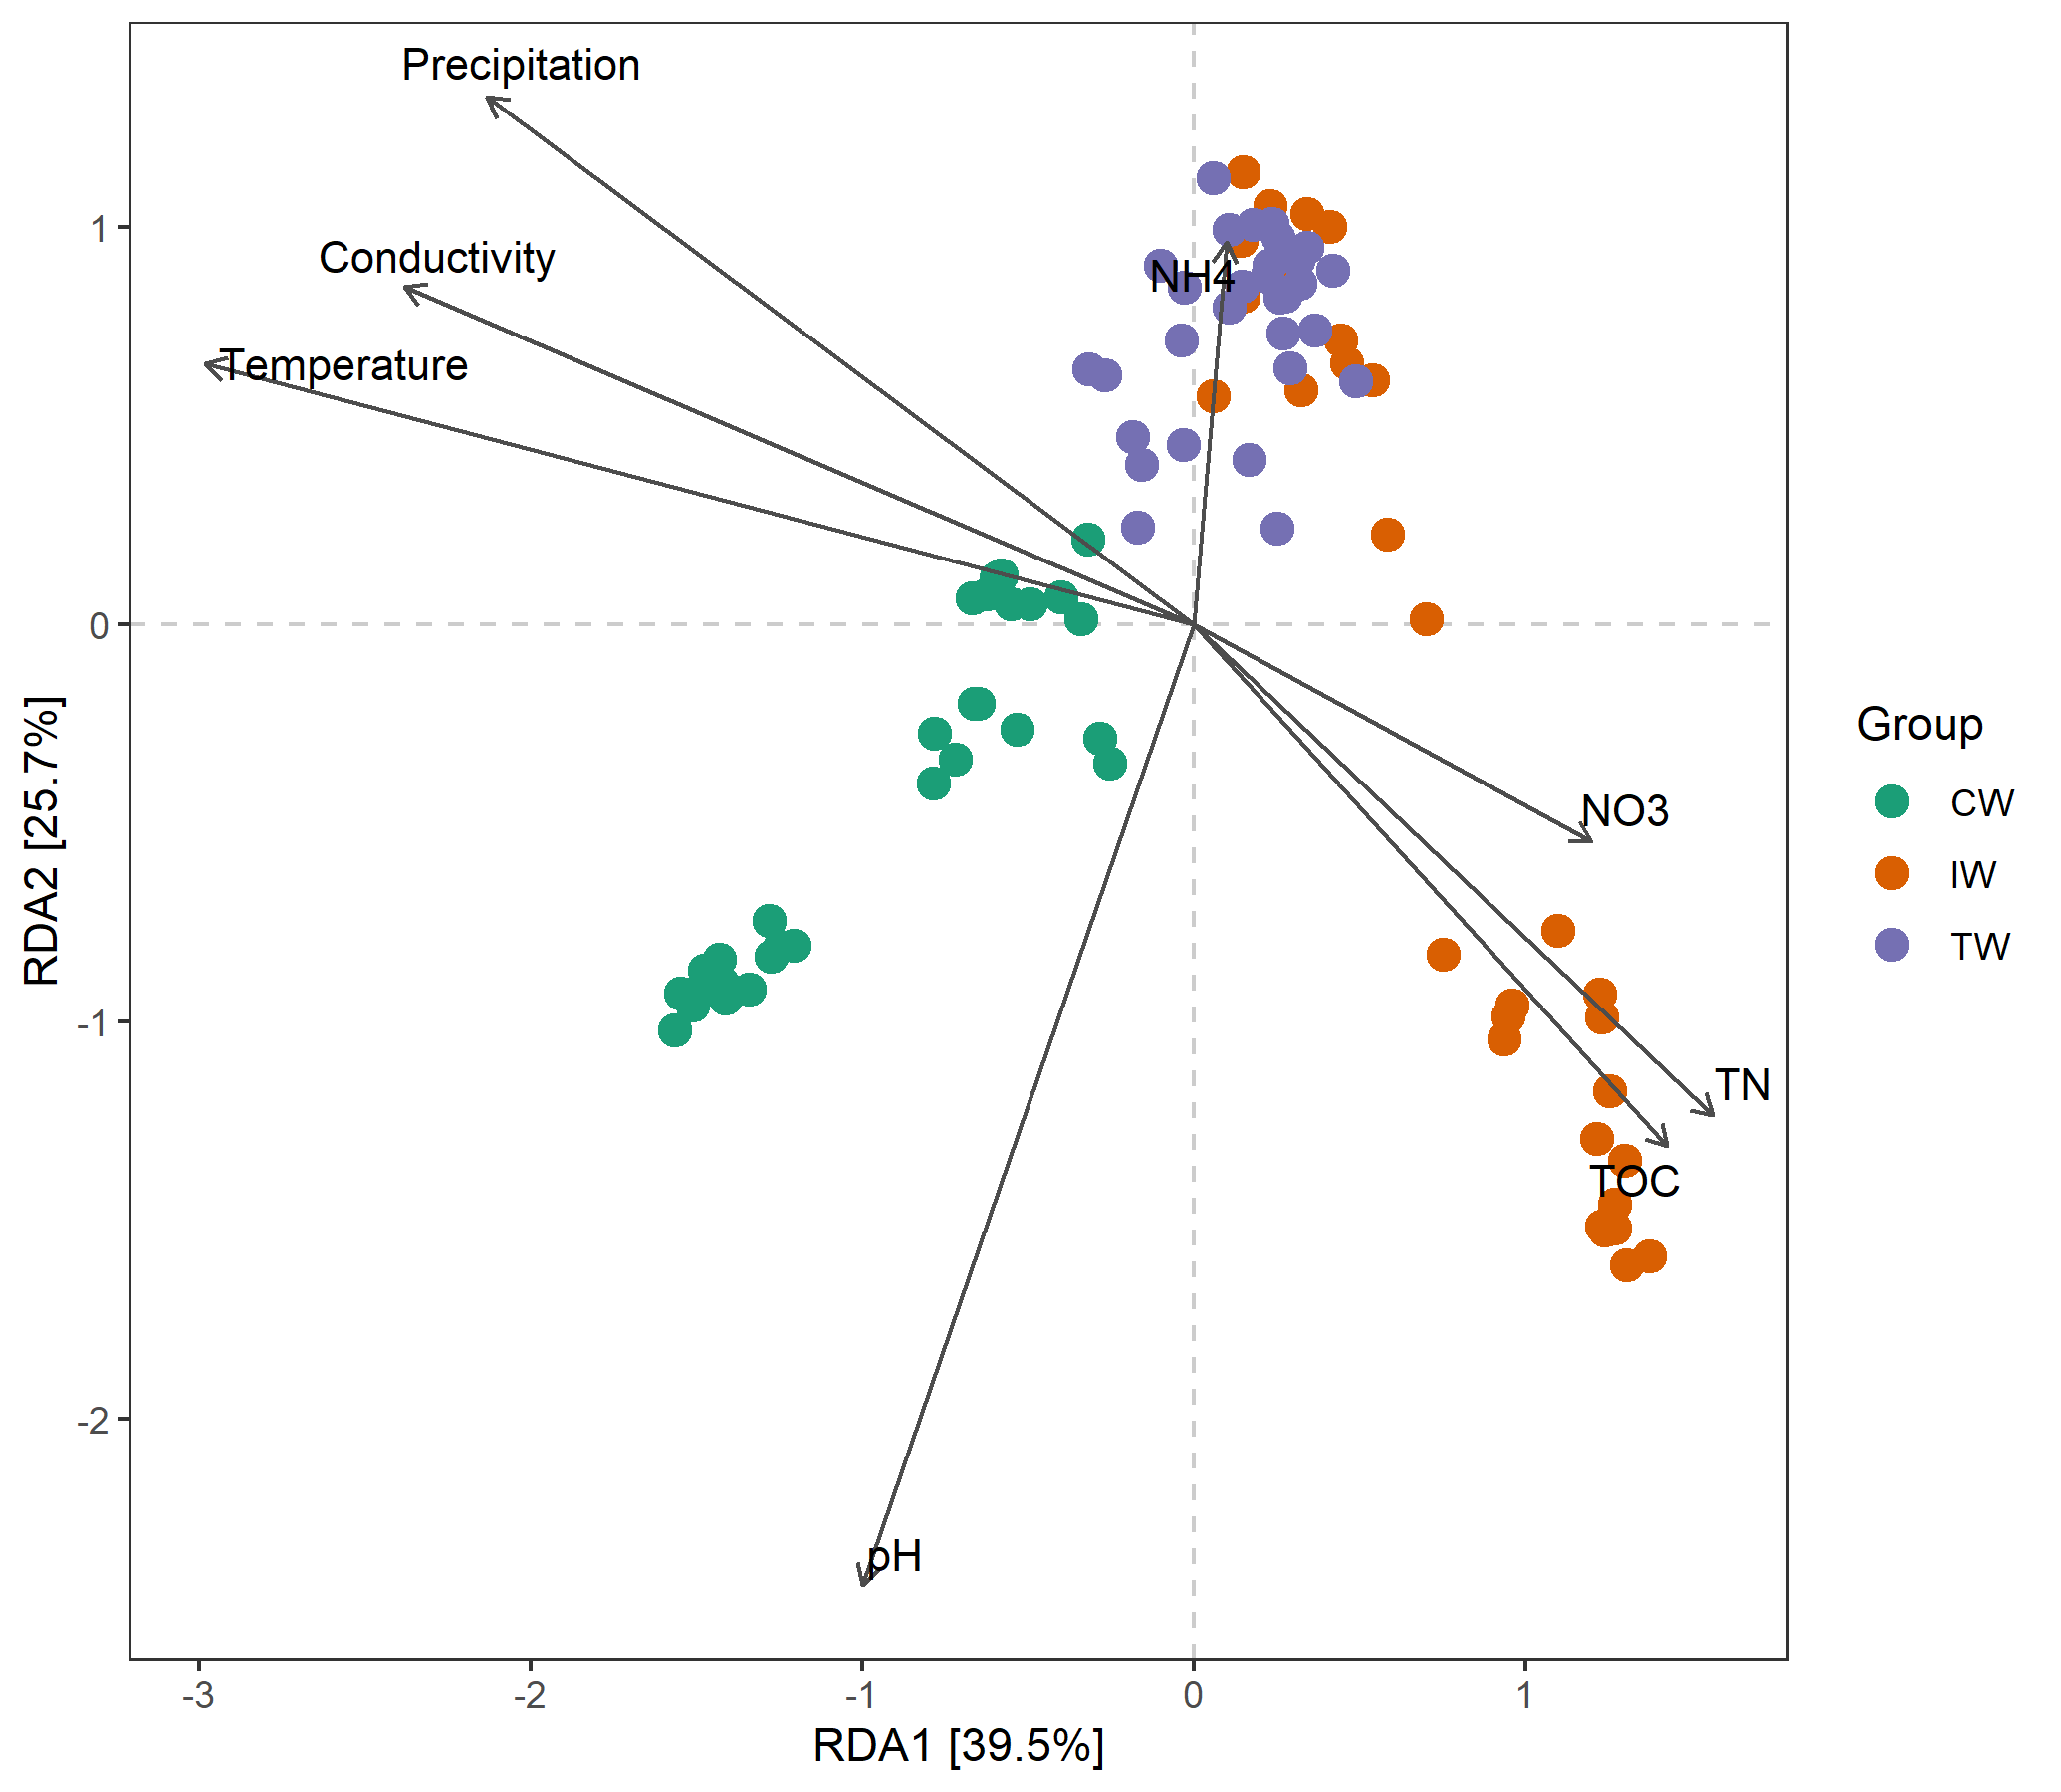 Precipitation
Conductivity
Temperature
NH4
NO3
TN
TOC
pH
1
0
-1
-2
RDA2 [25.7%]
-3
-2
-1
0
1
RDA1 [39.5%]
Group
CW
IW
TW